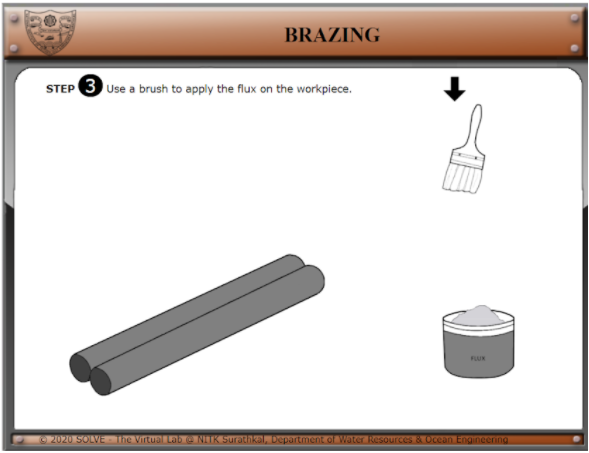 BRAZING
STEP 3 Use a brush to apply the flux on the workpiece.
FLUX
© 2020 SOLVE - The Virtual Lab @ NITK Surathkal, Department of Water Resources & Ocean Engineering